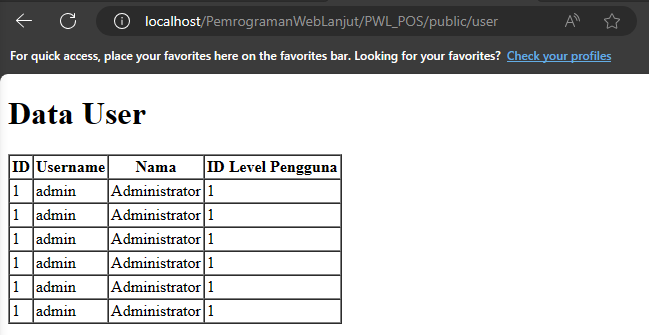 localhost/PemrogramanWebLanjut/PWL_POS/public/user
For quick access, place your favorites here on the favorites bar. Looking for your favorites? Check your profiles
Data User
ID Username Nama ID Level Pengguna
1 admin Administrator 1
1 admin Administrator 1
1 admin Administrator 1
1 admin Administrator 1
1 admin Administrator 1
1 admin Administrator 1